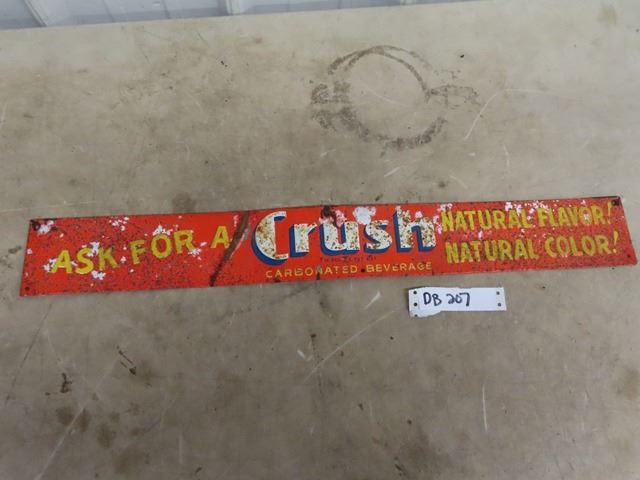 ASK FOR A Crush NATURAL FLAVOR!
NATURAL COLOR!
CARBONATED BEVERAGE
DB 207